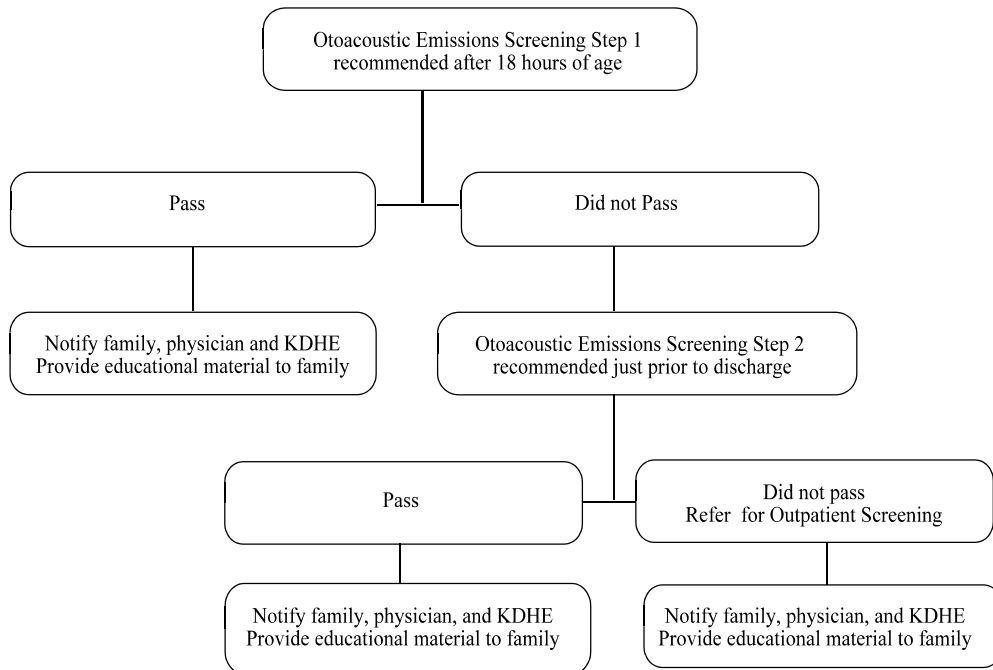 Otoacoustic Emissions Screening Step 1
recommended after 18 hours of age
Pass
Did not Pass
Notify family, physician and KDHE
Provide educational material to family
Otoacoustic Emissions Screening Step 2
recommended just prior to discharge
Pass
Did not pass
Refer for Outpatient Screening
Notify family, physician, and KDHE
Provide educational material to family
Notify family, physician, and KDHE
Provide educational material to family